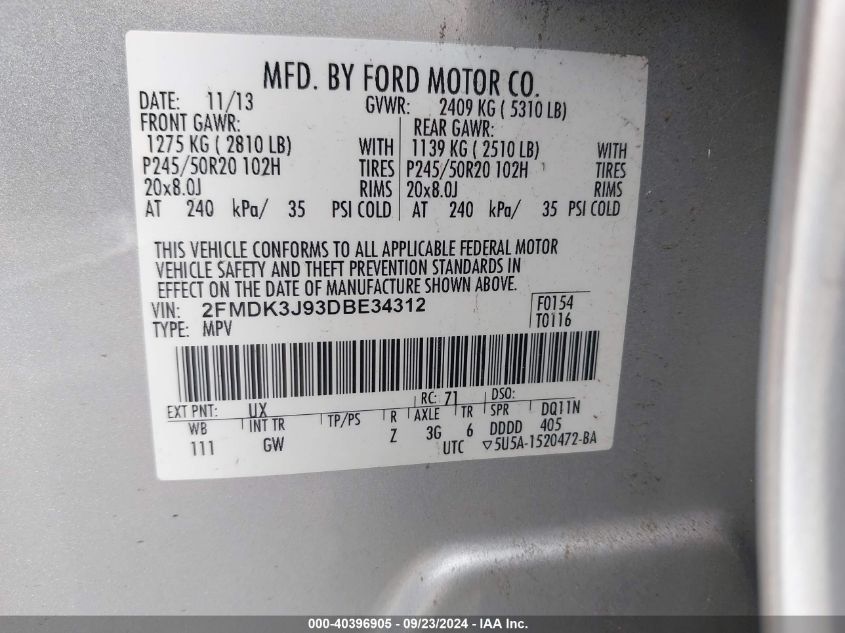 MFD. BY FORD MOTOR CO.
DATE: 11/13 GVWR: 2409 KG ( 5310 LB)
FRONT GAWR: REAR GAWR:
1275 KG ( 2810 LB) WITH 1139 KG ( 2510 LB) WITH
P245/50R20 102H TIRES P245/50R20 102H TIRES
20x8.0J RIMS 20x8.0J RIMS
AT 240 kPa/ 35 PSI COLD AT 240 kPa/ 35 PSI COLD
THIS VEHICLE CONFORMS TO ALL APPLICABLE FEDERAL MOTOR
VEHICLE SAFETY AND THEFT PREVENTION STANDARDS IN
EFFECT ON THE DATE OF MANUFACTURE SHOWN ABOVE.
VIN: 2FMDK3J93DBE34312 F0154
TYPE: MPV T0116
EXT PNT: UX RC: 71 DSO:
WB INT TR TP/PS R AXLE TR SPR DQ11N
111 GW Z 3G 6 DDDD 405
UTC ▽5U5A-1520472-BA
000-40396905 - 09/23/2024 - IAA Inc.